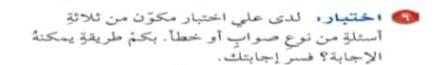 ٩ اختبار: لدى علي اختبار مكوّن من ثلاثةِ
أسئلةٍ من نوعِ صوابٍ أو خطأ. بكمْ طريقةٍ يمكنهُ
الإجابة؟ فسرْ إجابتك.